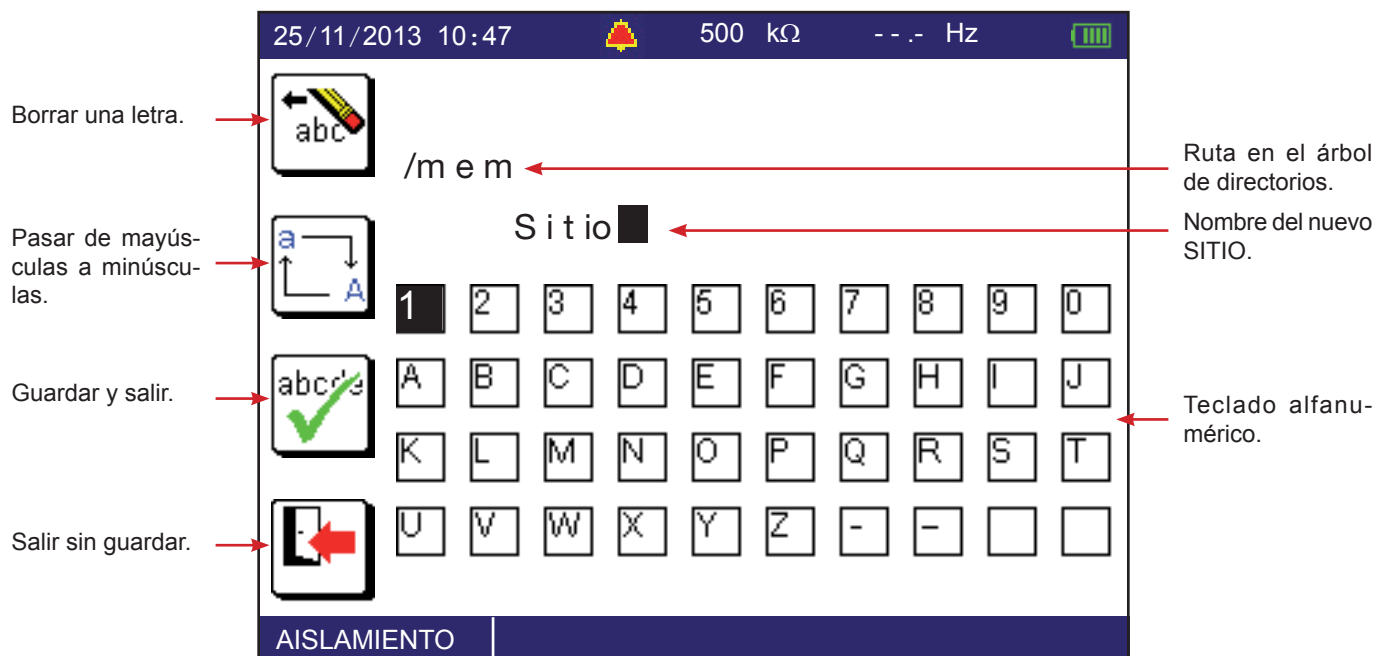 25/11/2013 10:47 500 kΩ - - .- Hz
Borrar una letra.
abc
/m e m
Ruta en el árbol
de directorios.
S i t io
Nombre del nuevo
SITIO.
Pasar de mayús-
culas a minúscu-
las.
a
A
1 2 3 4 5 6 7 8 9 0
Guardar y salir.
abcde
A B C D E F G H I J
Teclado alfanu-
mérico.
K L M N O P Q R S T
Salir sin guardar.
U V W X Y Z - –
AISLAMIENTO